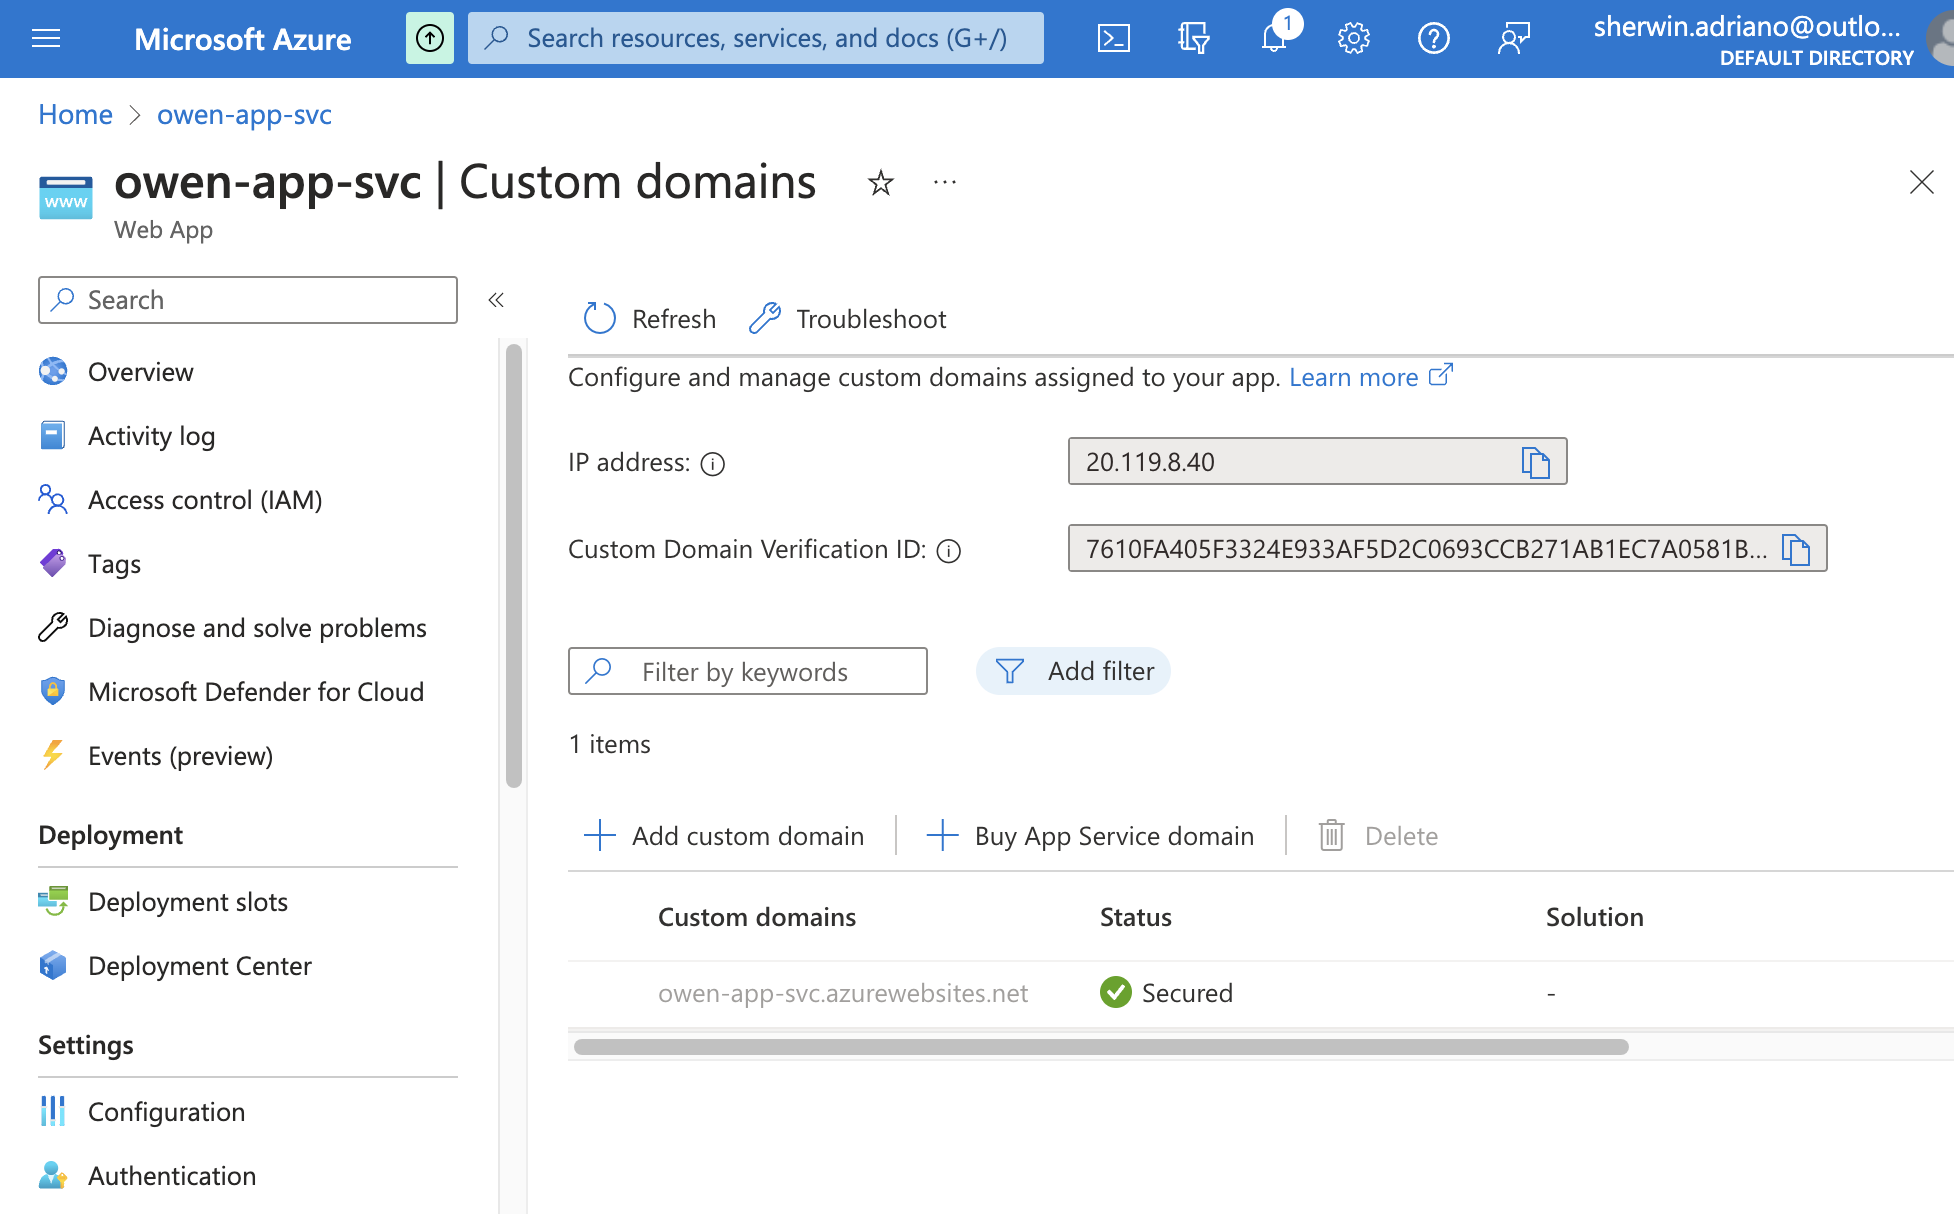 Microsoft Azure
Search resources, services, and docs (G+/)
1
sherwin.adriano@outlo...
DEFAULT DIRECTORY
Home > owen-app-svc
owen-app-svc | Custom domains
Web App
www
Search
Overview
Activity log
Access control (IAM)
Tags
Diagnose and solve problems
Microsoft Defender for Cloud
Events (preview)
Deployment
Deployment slots
Deployment Center
Settings
Configuration
Authentication
Refresh
Troubleshoot
Configure and manage custom domains assigned to your app. Learn more
IP address:
20.119.8.40
Custom Domain Verification ID:
7610FA405F3324E933AF5D2C0693CCB271AB1EC7A0581B...
Filter by keywords
Add filter
1 items
Add custom domain
Buy App Service domain
Delete
Custom domains Status Solution
owen-app-svc.azurewebsites.net Secured -